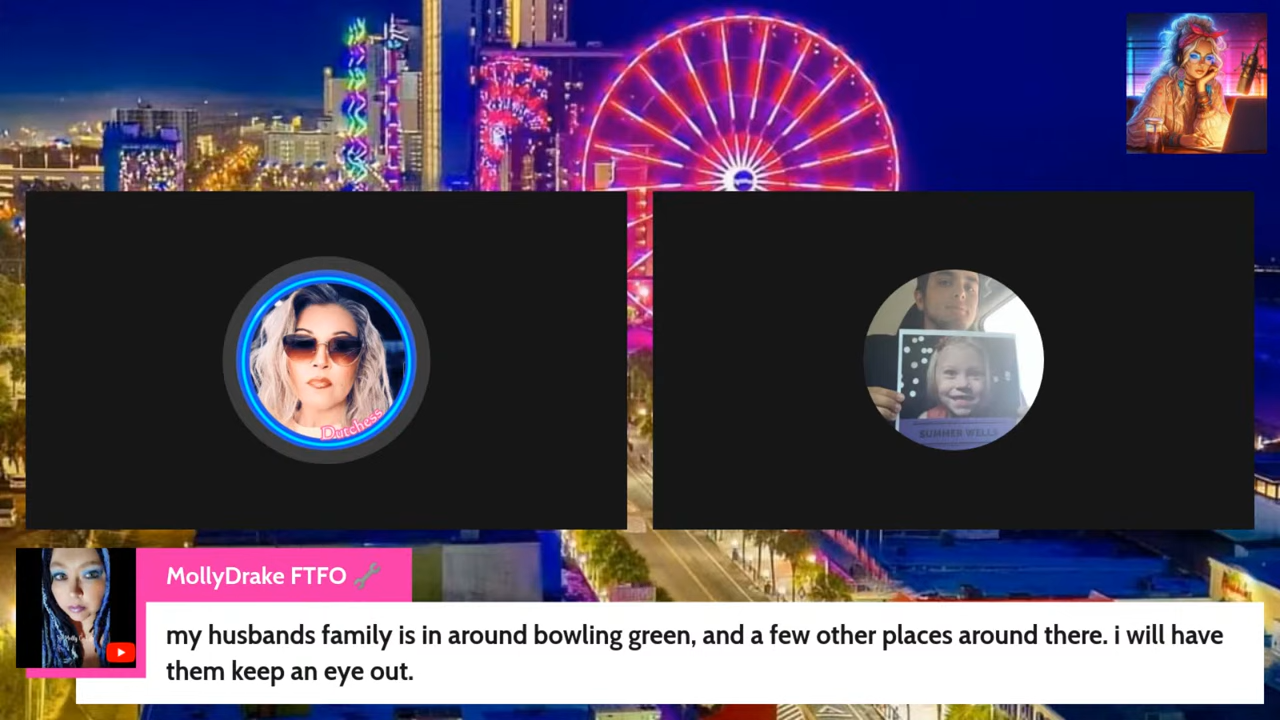 Dutchess
SUMMER WELLS
MollyDrake FTFO
my husbands family is in around bowling green, and a few other places around there. i will have
them keep an eye out.